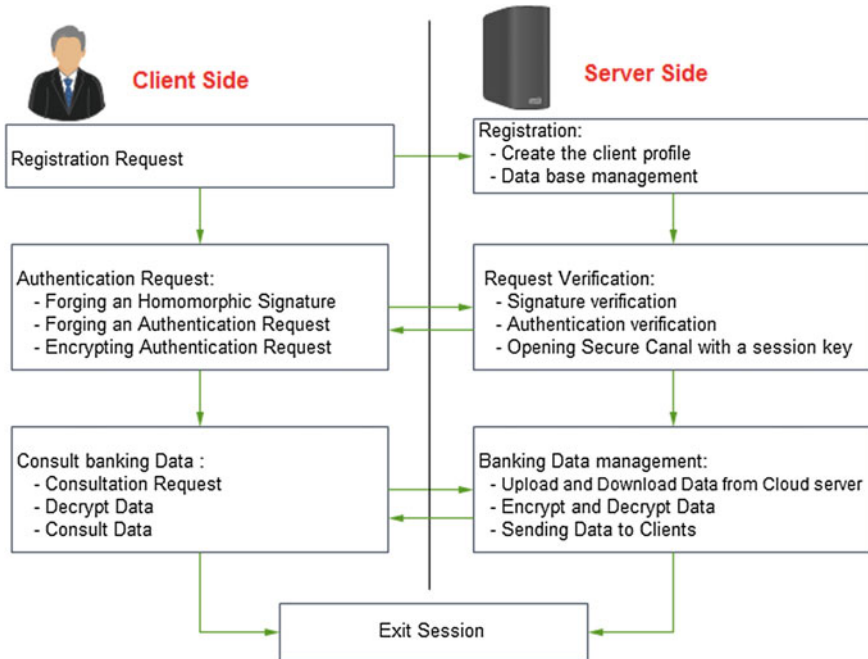 Client Side
Server Side
Registration Request
Registration:
- Create the client profile
- Data base management
Authentication Request:
- Forging an Homomorphic Signature
- Forging an Authentication Request
- Encrypting Authentication Request
Request Verification:
- Signature verification
- Authentication verification
- Opening Secure Canal with a session key
Consult banking Data :
- Consultation Request
- Decrypt Data
- Consult Data
Banking Data management:
- Upload and Download Data from Cloud server
- Encrypt and Decrypt Data
- Sending Data to Clients
Exit Session